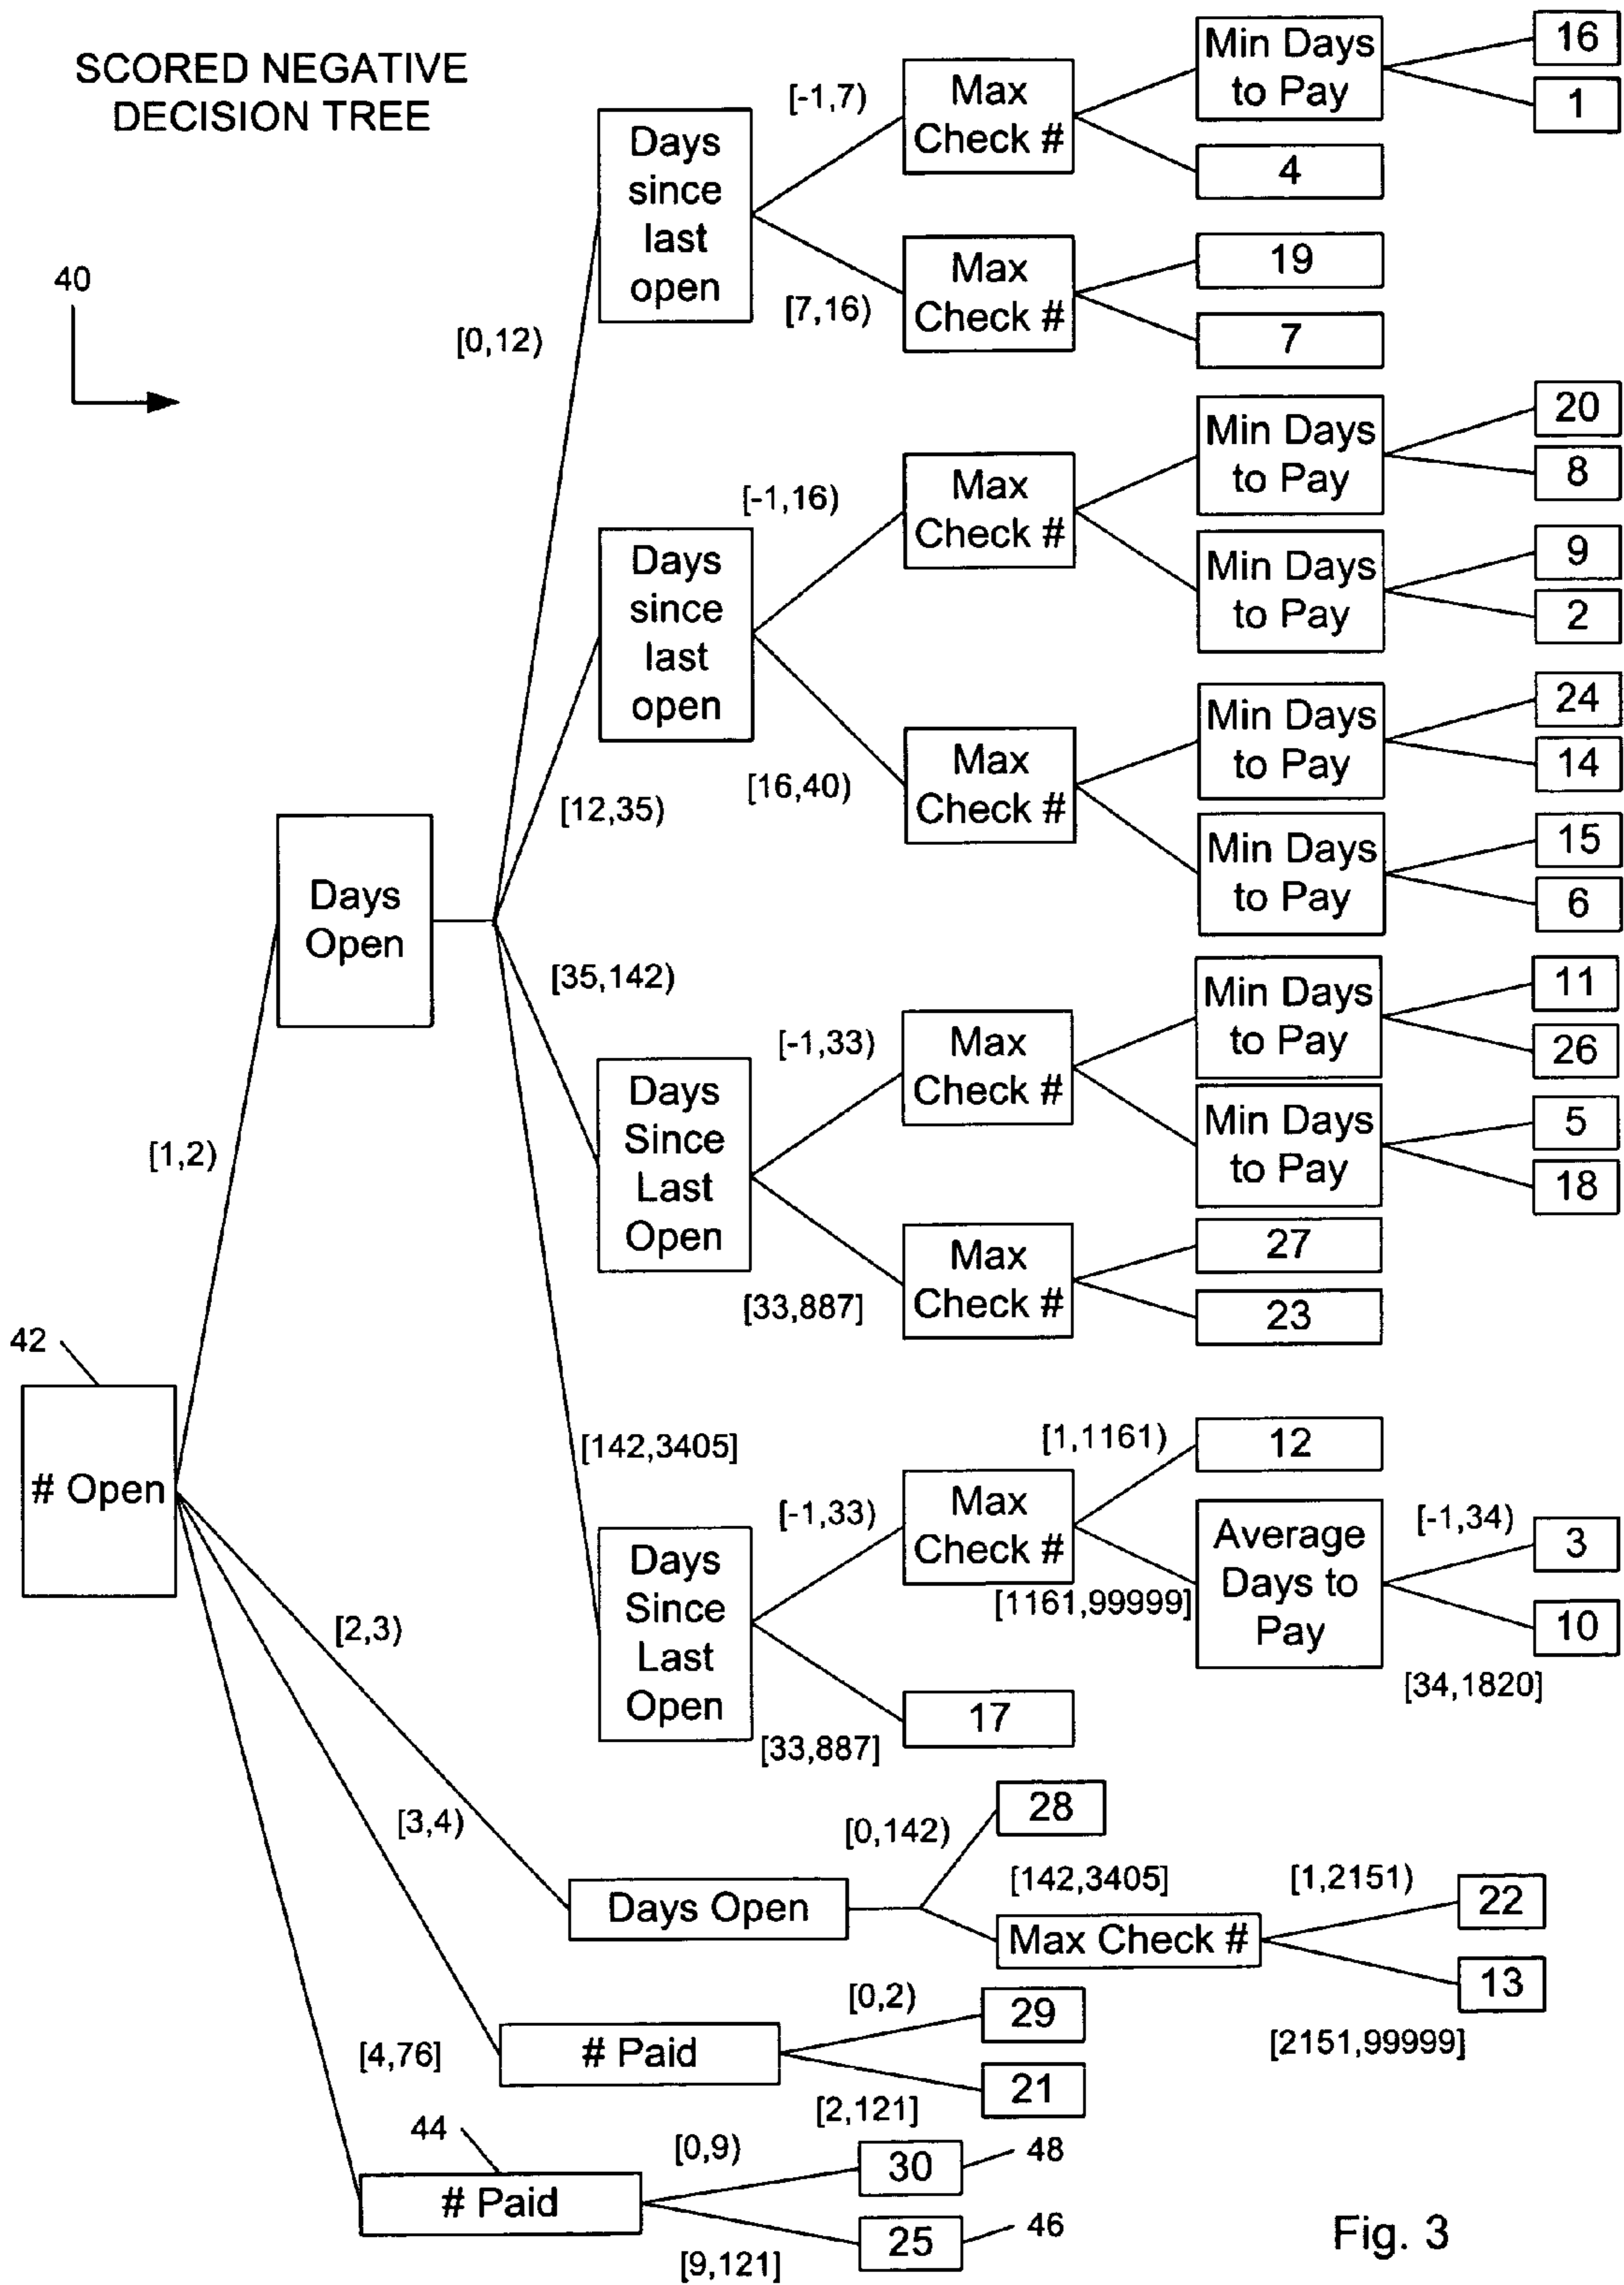 SCORED NEGATIVE
DECISION TREE
40
[0,12)
Days
since
last
open
[-1,7)
Max
Check #
Min Days
to Pay
16
1
4
[7,16)
Max
Check #
19
7
[12,35)
Days
since
last
open
[-1,16)
Max
Check #
Min Days
to Pay
20
8
Min Days
to Pay
9
2
[16,40)
Max
Check #
Min Days
to Pay
24
14
Min Days
to Pay
15
6
Days
Open
[35,142)
Days
Since
Last
Open
[-1,33)
Max
Check #
Min Days
to Pay
11
26
Min Days
to Pay
5
18
[33,887]
Max
Check #
27
23
[1,2)
42
# Open
[142,3405]
Days
Since
Last
Open
[-1,33)
Max
Check #
[1,1161)
12
[1161,99999]
Average
Days to
Pay
[-1,34)
3
10
[34,1820]
[33,887]
17
[2,3)
Days Open
[0,142)
28
[142,3405]
Max Check #
[1,2151)
22
13
[2151,99999]
[3,4)
# Paid
[0,2)
29
21
[2,121]
[4,76]
44
# Paid
[0,9)
30
48
25
46
[9,121]
Fig. 3